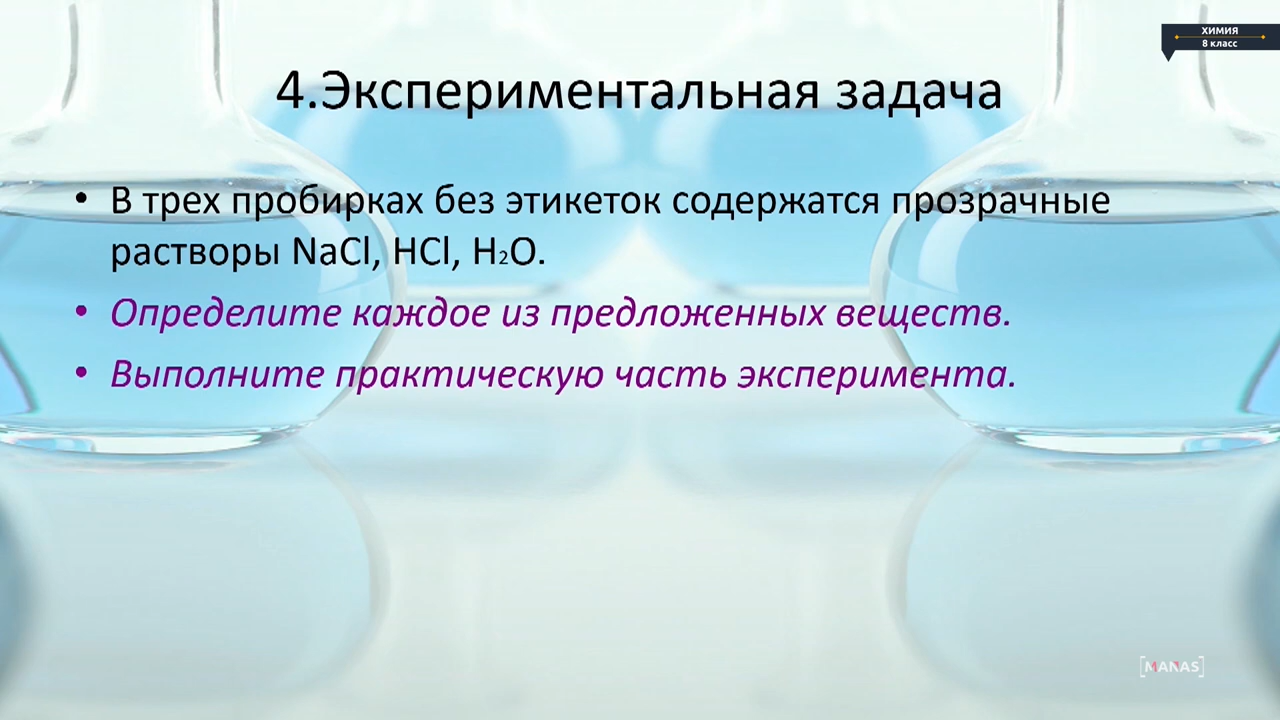 ХИМИЯ
8 класс
4.Экспериментальная задача
• В трех пробирках без этикеток содержатся прозрачные
растворы NaCl, HCl, H₂O.
• Определите каждое из предложенных веществ.
• Выполните практическую часть эксперимента.
[MANAS]